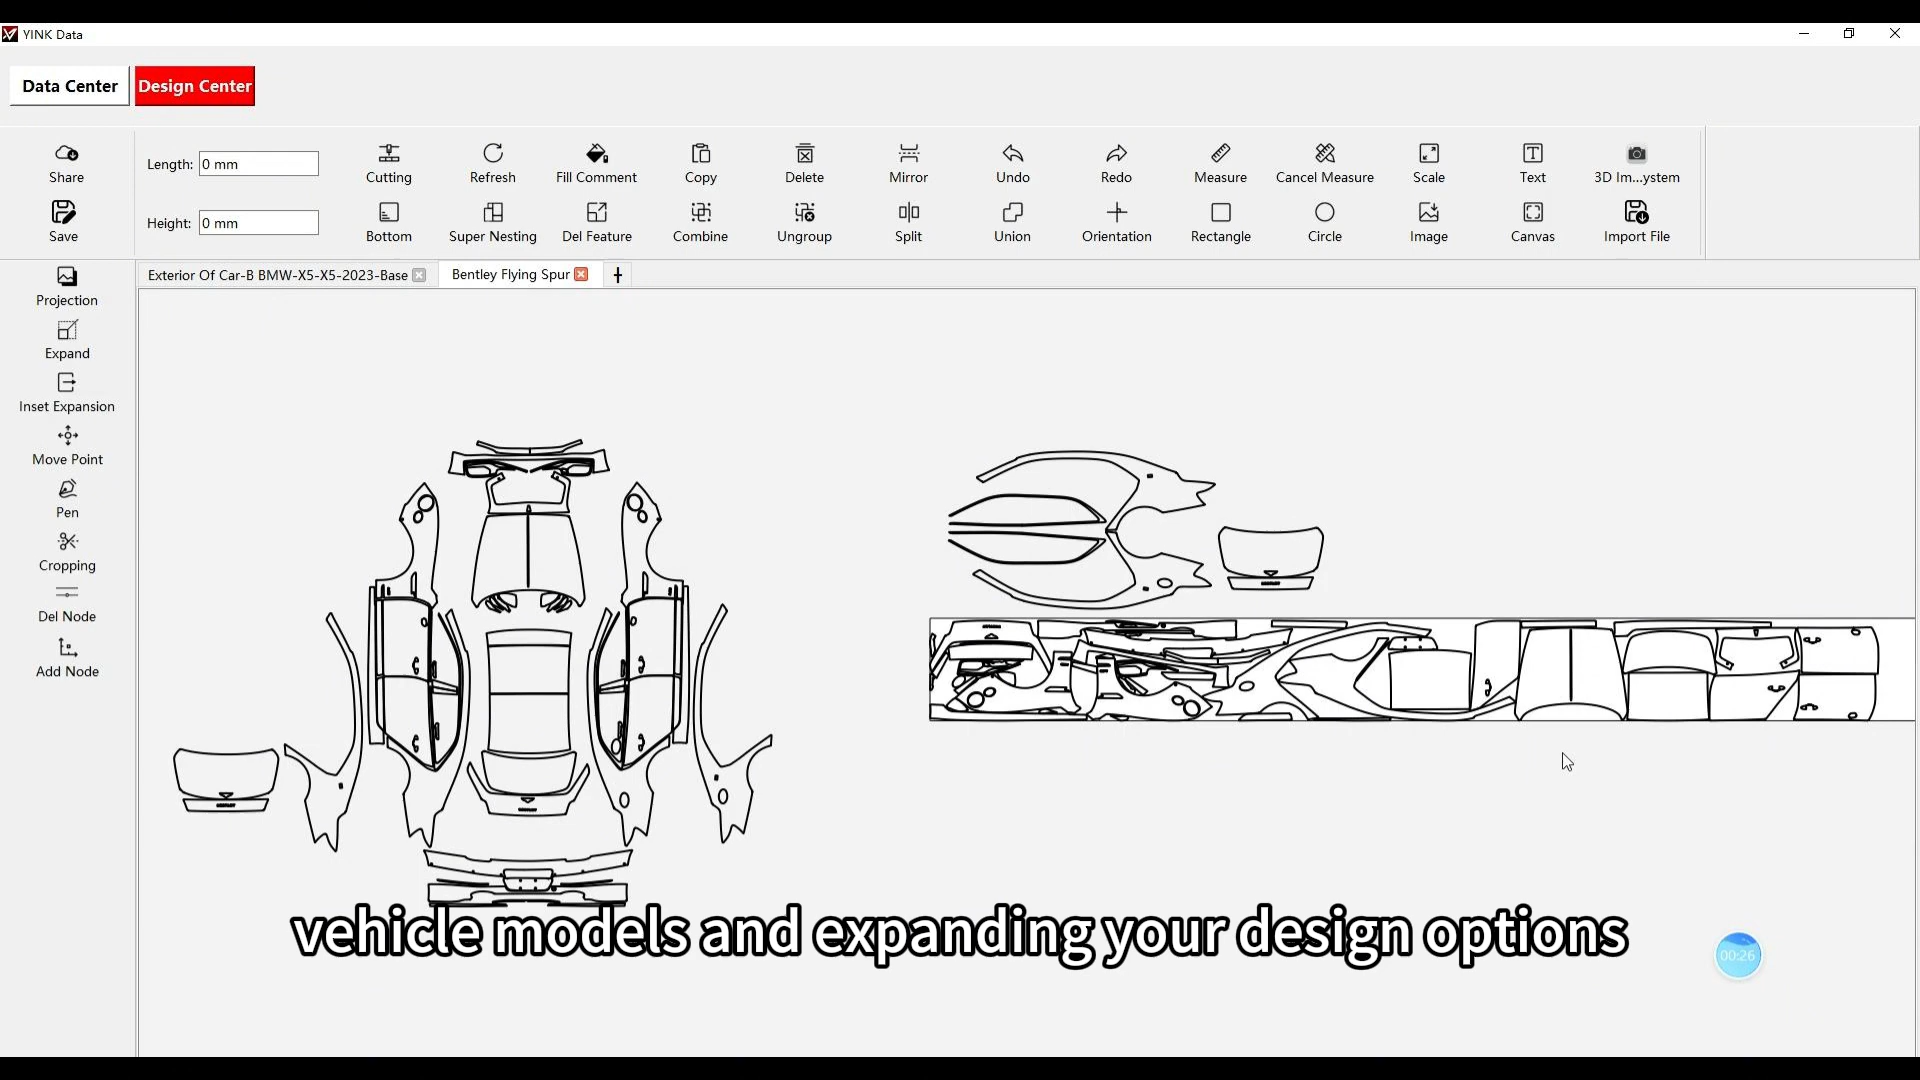 YINK Data
Data Center
Design Center
Share
Length: 0 mm
Cutting
Refresh
Fill Comment
Copy
Delete
Mirror
Undo
Redo
Measure
Cancel Measure
Scale
Text
3D Im...ystem
Save
Height: 0 mm
Bottom
Super Nesting
Del Feature
Combine
Ungroup
Split
Union
Orientation
Rectangle
Circle
Image
Canvas
Import File
Exterior Of Car-B BMW-X5-X5-2023-Base
Bentley Flying Spur
Projection
Expand
Inset Expansion
Move Point
Pen
Cropping
Del Node
Add Node
vehicle models and expanding your design options
00:26